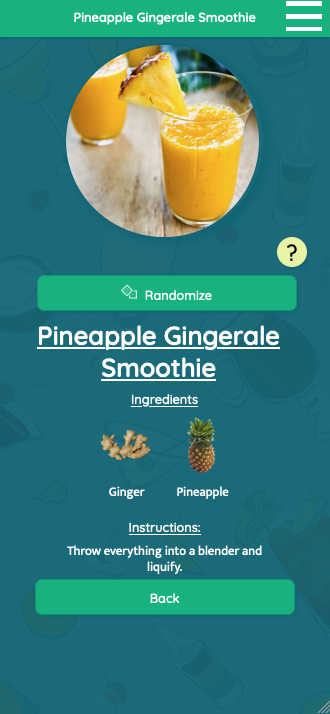 Pineapple Gingerale Smoothie
?
Randomize
Pineapple Gingerale
Smoothie
Ingredients
Ginger Pineapple
Instructions:
Throw everything into a blender and
liquify.
Back